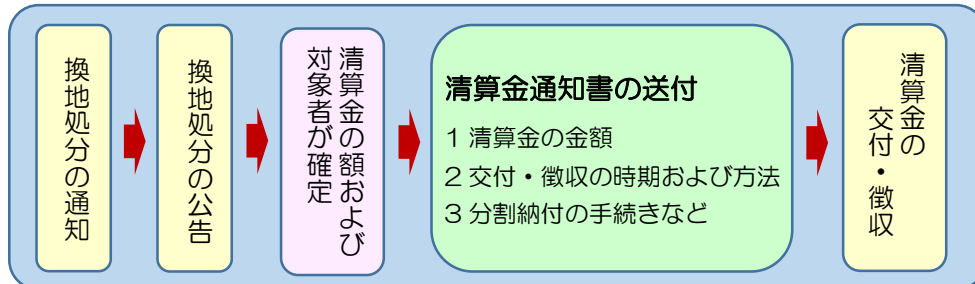 換地処分の通知
換地処分の公告
清算金の額および
対象者が確定
清算金通知書の送付
1 清算金の金額
2 交付・徴収の時期および方法
3 分割納付の手続きなど
清算金の
交付・徴収